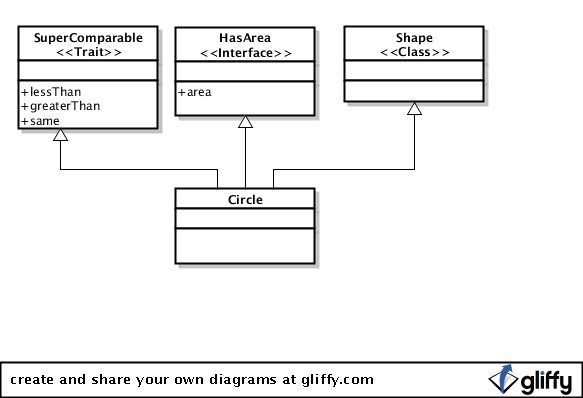 SuperComparable
<<Trait>>
+lessThan
+greaterThan
+same
HasArea
<<Interface>>
+area
Shape
<<Class>>
Circle
create and share your own diagrams at gliffy.com
gliffy